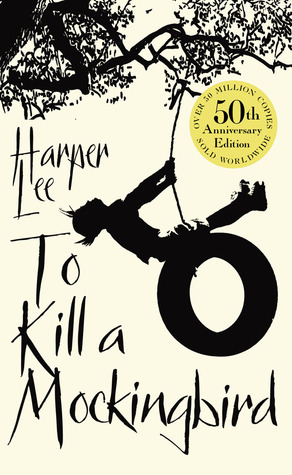 Harper
Lee
OVER 30 MILLION COPIES
50th
Anniversary
Edition
SOLD WORLDWIDE
To
Kill a
Mockingbird